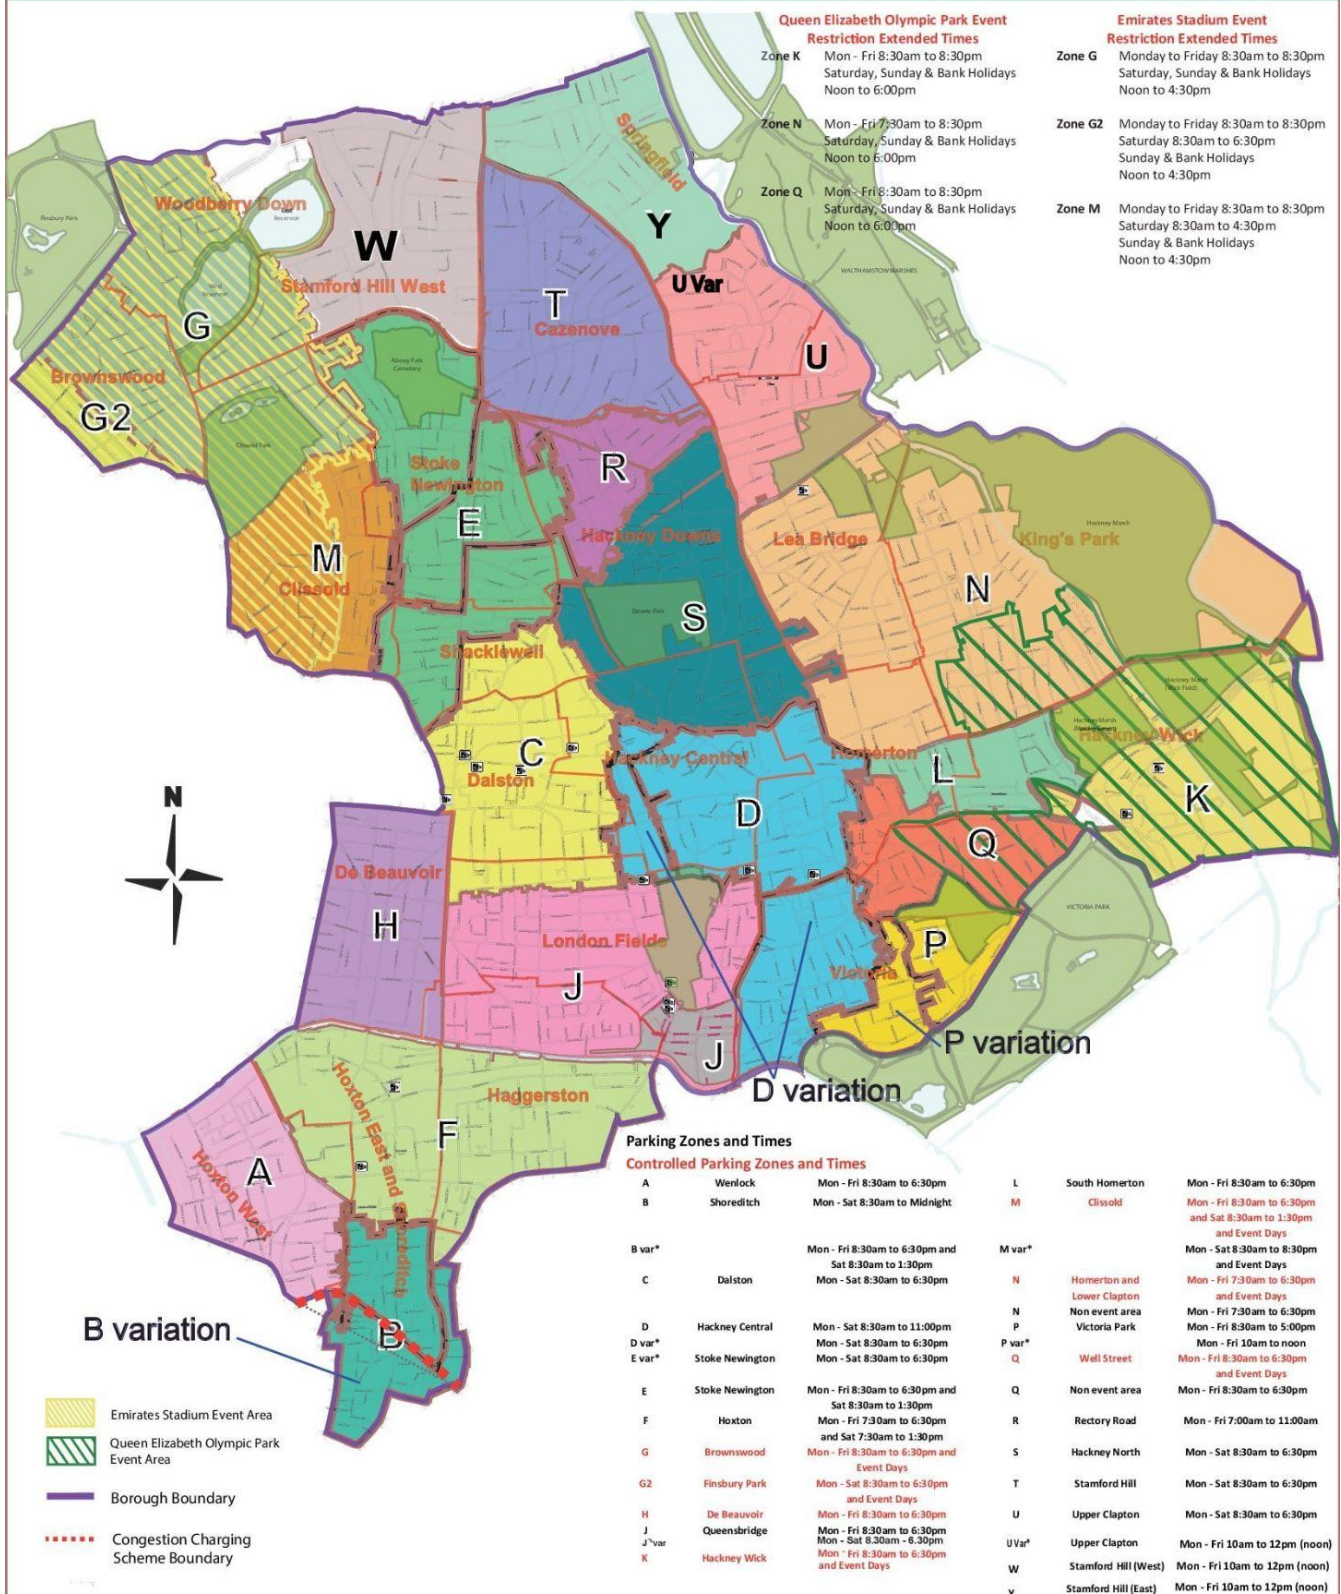 Queen Elizabeth Olympic Park Event
Restriction Extended Times
Zone K Mon - Fri 8:30am to 8:30pm
Saturday, Sunday & Bank Holidays
Noon to 6:00pm
Zone N Mon - Fri 7:30am to 8:30pm
Saturday, Sunday & Bank Holidays
Noon to 6:00pm
Zone Q Mon - Fri 8:30am to 8:30pm
Saturday, Sunday & Bank Holidays
Noon to 6:00pm
Emirates Stadium Event
Restriction Extended Times
Zone G Monday to Friday 8:30am to 8:30pm
Saturday, Sunday & Bank Holidays
Noon to 4:30pm
Zone G2 Monday to Friday 8:30am to 8:30pm
Saturday 8:30am to 6:30pm
Sunday & Bank Holidays
Noon to 4:30pm
Zone M Monday to Friday 8:30am to 8:30pm
Saturday 8:30am to 4:30pm
Sunday & Bank Holidays
Noon to 4:30pm
Springfield
Y
Finsbury Park
Woodberry Down
East
Reservoir
W
Stamford Hill West
WALTHAMSTOW MARSHES
U Var
West
Reservoir
G
T
Cazenove
U
Abney Park
Cemetery
Brownswood
G2
Clissold Park
Stoke
Newington
R
E
Hackney Downs
Lea Bridge
King's Park
Hackney Marsh
M
Clissold
N
Downs Park
S
Shacklewell
Hackney Marsh
Hackney Marsh
Hackney Wick
C
Dalston
Hackney Central
Homerton
L
K
N
D
Q
De Beauvoir
H
VICTORIA PARK
London Fields
P
Victoria
J
J
P variation
D variation
Hoxton East and Shoreditch
Haggerston
F
A
Hoxton West
B variation
B
Emirates Stadium Event Area
Queen Elizabeth Olympic Park
Event Area
Borough Boundary
Congestion Charging
Scheme Boundary
Parking Zones and Times
Controlled Parking Zones and Times
A Wenlock Mon - Fri 8:30am to 6:30pm
B Shoreditch Mon - Sat 8:30am to Midnight
B var* Mon - Fri 8:30am to 6:30pm and
Sat 8:30am to 1:30pm
C Dalston Mon - Sat 8:30am to 6:30pm
D Hackney Central Mon - Sat 8:30am to 11:00pm
D var* Mon - Sat 8:30am to 6:30pm
E var* Stoke Newington Mon - Sat 8:30am to 6:30pm
E Stoke Newington Mon - Fri 8:30am to 6:30pm and
Sat 8:30am to 1:30pm
F Hoxton Mon - Fri 7:30am to 6:30pm
and Sat 7:30am to 1:30pm
G Brownswood Mon - Fri 8:30am to 6:30pm and
Event Days
G2 Finsbury Park Mon - Sat 8:30am to 6:30pm
and Event Days
H De Beauvoir Mon - Fri 8:30am to 6:30pm
J Queensbridge Mon - Fri 8:30am to 6:30pm
J*var Mon - Sat 8.30am - 6.30pm
K Hackney Wick Mon - Fri 8:30am to 6:30pm
and Event Days
L South Homerton Mon - Fri 8:30am to 6:30pm
M Clissold Mon - Fri 8:30am to 6:30pm
and Sat 8:30am to 1:30pm
and Event Days
M var* Mon - Sat 8:30am to 8:30pm
and Event Days
N Homerton and Mon - Fri 7:30am to 6:30pm
Lower Clapton and Event Days
N Non event area Mon - Fri 7:30am to 6:30pm
P Victoria Park Mon - Fri 8:30am to 5:00pm
P var* Mon - Fri 10am to noon
Q Well Street Mon - Fri 8:30am to 6:30pm
and Event Days
Q Non event area Mon - Fri 8:30am to 6:30pm
R Rectory Road Mon - Fri 7:00am to 11:00am
S Hackney North Mon - Sat 8:30am to 6:30pm
T Stamford Hill Mon - Sat 8:30am to 6:30pm
U Upper Clapton Mon - Sat 8:30am to 6:30pm
U Var* Upper Clapton Mon - Fri 10am to 12pm (noon)
W Stamford Hill (West) Mon - Fri 10am to 12pm (noon)
Y Stamford Hill (East) Mon - Fri 10am to 12pm (noon)